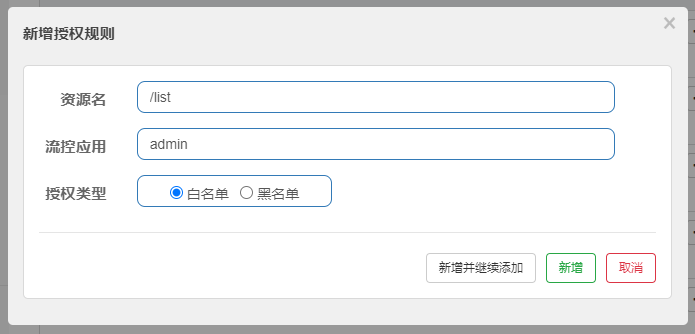 新增授权规则
×
资源名 /list
流控应用 admin
授权类型 白名单 黑名单
新增并继续添加 新增 取消